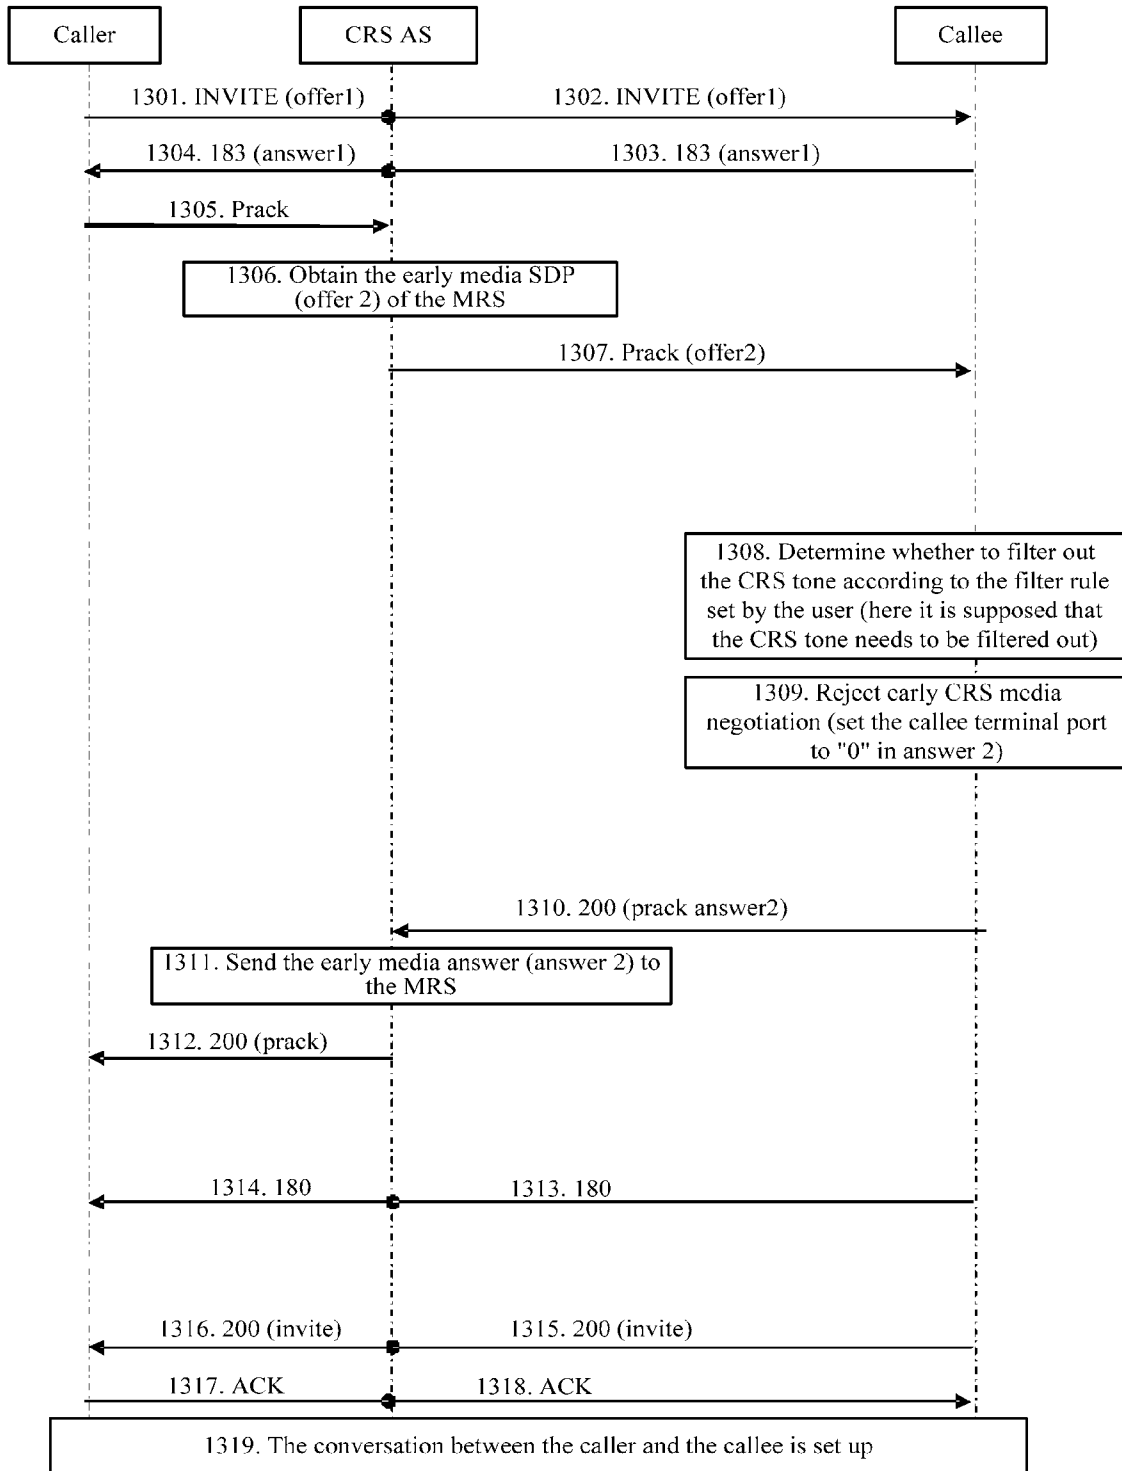 Caller
CRS AS
Callee
1301. INVITE (offer1)
1302. INVITE (offer1)
1304. 183 (answer1)
1303. 183 (answer1)
1305. Prack
1306. Obtain the early media SDP
(offer 2) of the MRS
1307. Prack (offer2)
1308. Determine whether to filter out
the CRS tone according to the filter rule
set by the user (here it is supposed that
the CRS tone needs to be filtered out)
1309. Reject early CRS media
negotiation (set the callee terminal port
to "0" in answer 2)
1310. 200 (prack answer2)
1311. Send the early media answer (answer 2) to
the MRS
1312. 200 (prack)
1314. 180
1313. 180
1316. 200 (invite)
1315. 200 (invite)
1317. ACK
1318. ACK
1319. The conversation between the caller and the callee is set up